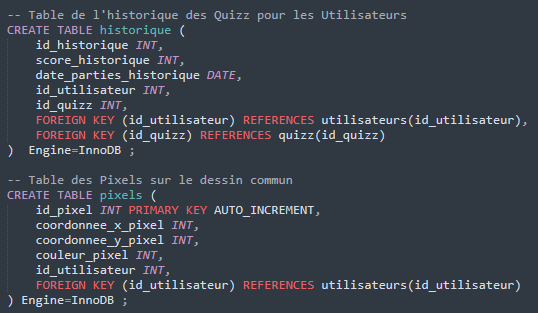 -- Table de l'historique des Quizz pour les Utilisateurs
CREATE TABLE historique (
    id_historique INT,
    score_historique INT,
    date_parties_historique DATE,
    id_utilisateur INT,
    id_quizz INT,
    FOREIGN KEY (id_utilisateur) REFERENCES utilisateurs(id_utilisateur),
    FOREIGN KEY (id_quizz) REFERENCES quizz(id_quizz)
)  Engine=InnoDB ;
-- Table des Pixels sur le dessin commun
CREATE TABLE pixels (
    id_pixel INT PRIMARY KEY AUTO_INCREMENT,
    coordonnee_x_pixel INT,
    coordonnee_y_pixel INT,
    couleur_pixel INT,
    id_utilisateur INT,
    FOREIGN KEY (id_utilisateur) REFERENCES utilisateurs(id_utilisateur)
) Engine=InnoDB ;